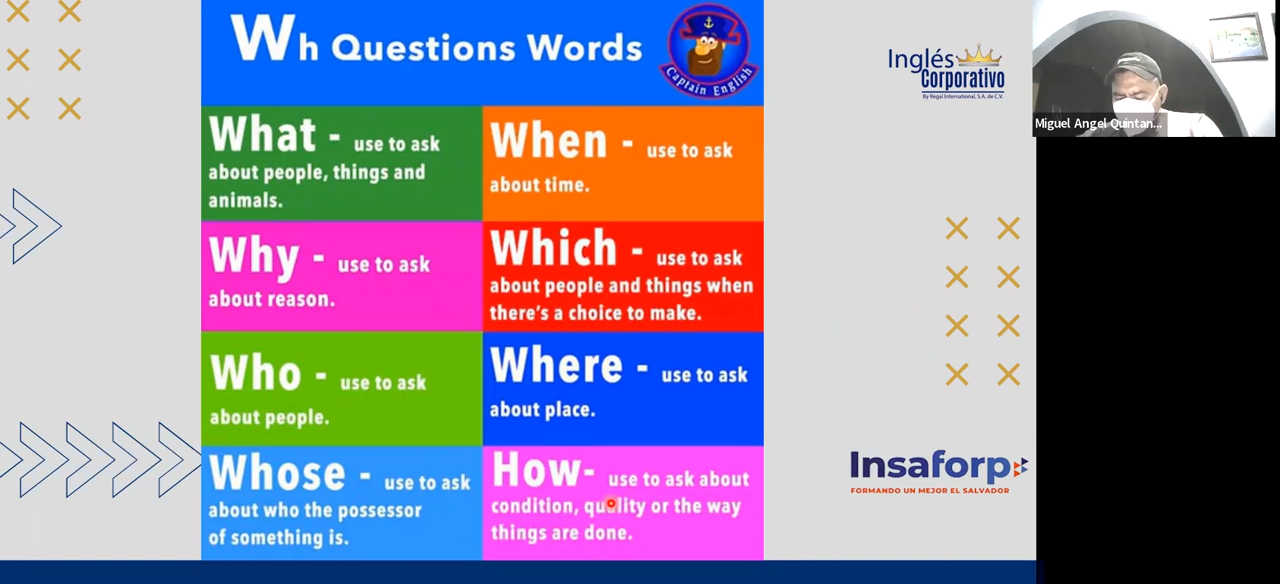 Wh Questions Words
Captain English
What - use to ask
about people, things and
animals.
When - use to ask
about time.
Why - use to ask
about reason.
Which - use to ask
about people and things when
there's a choice to make.
Who - use to ask
about people.
Where - use to ask
about place.
Whose - use to ask
about who the possessor
of something is.
How- use to ask about
condition, quality or the way
things are done.
Inglés
Corporativo
By Regal International, S.A. de C.V.
Insaforp
FORMANDO UN MEJOR EL SALVADOR
Miguel Angel Quintan...